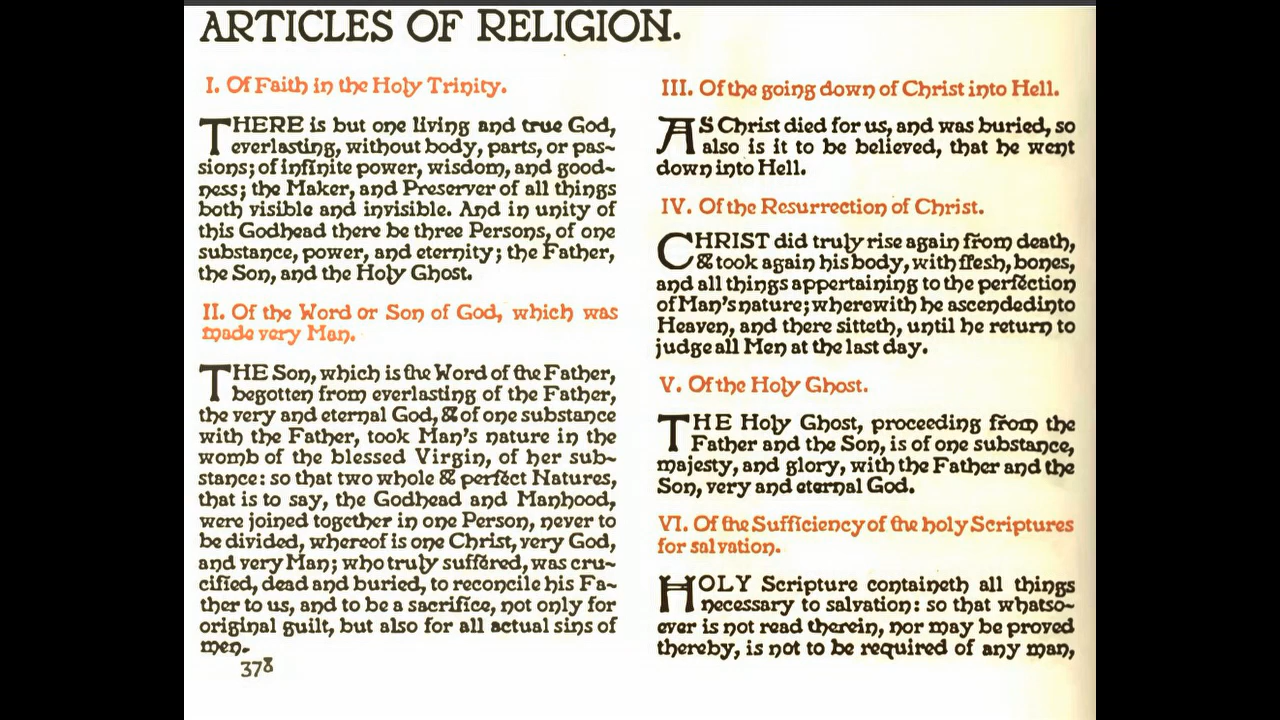 ARTICLES OF RELIGION.
I. Of Faith in the Holy Trinity.
THERE is but one living and true God,
everlasting, without body, parts, or pas~
sions; of infinite power, wisdom, and good~
ness; the Maker, and Preserver of all things
both visible and invisible. And in unity of
this Godhead there be three Persons, of one
substance, power, and eternity; the Father,
the Son, and the Holy Ghost.
II. Of the Word or Son of God, which was
made very Man.
THE Son, which is the Word of the Father,
begotten from everlasting of the Father,
the very and eternal God, & of one substance
with the Father, took Man's nature in the
womb of the blessed Virgin, of her sub~
stance: so that two whole & perfect Natures,
that is to say, the Godhead and Manhood,
were joined together in one Person, never to
be divided, whereof is one Christ, very God,
and very Man; who truly suffered, was cru~
cified, dead and buried, to reconcile his Fa~
ther to us, and to be a sacrifice, not only for
original guilt, but also for all actual sins of
men.
378
III. Of the going down of Christ into Hell.
AS Christ died for us, and was buried, so
also is it to be believed, that he went
down into Hell.
IV. Of the Resurrection of Christ.
CHRIST did truly rise again from death,
& took again his body, with flesh, bones,
and all things appertaining to the perfection
of Man's nature; wherewith he ascended into
Heaven, and there sitteth, until he return to
judge all Men at the last day.
V. Of the Holy Ghost.
THE Holy Ghost, proceeding from the
Father and the Son, is of one substance,
majesty, and glory, with the Father and the
Son, very and eternal God.
VI. Of the Sufficiency of the holy Scriptures
for salvation.
HOLY Scripture containeth all things
necessary to salvation: so that whatso~
ever is not read therein, nor may be proved
thereby, is not to be required of any man,